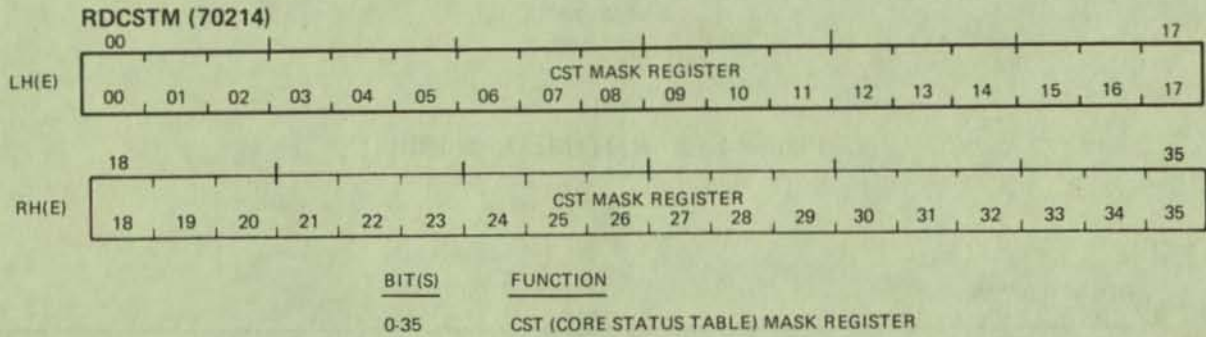 RDCSTM (70214)
00 17
LH(E) CST MASK REGISTER
00 01 02 03 04 05 06 07 08 09 10 11 12 13 14 15 16 17
18 35
RH(E) CST MASK REGISTER
18 19 20 21 22 23 24 25 26 27 28 29 30 31 32 33 34 35
BIT(S) FUNCTION
0-35 CST (CORE STATUS TABLE) MASK REGISTER